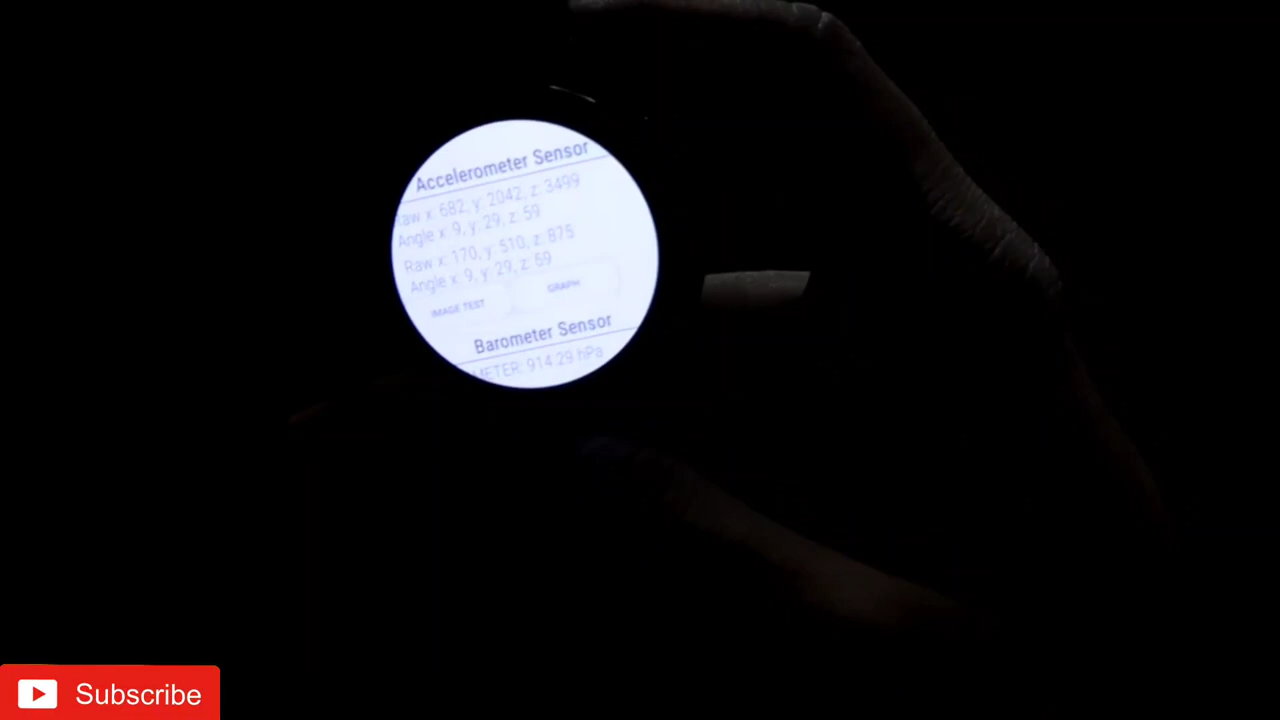 Accelerometer Sensor
Raw x: 682, y: 2042, z: 3499
Angle x: 9, y: 29, z: 59
Raw x: 170, y: 510, z: 875
Angle x: 9, y: 29, z: 59
IMAGE TEST GRAPH
Barometer Sensor
METER: 914.29 hPa
Subscribe